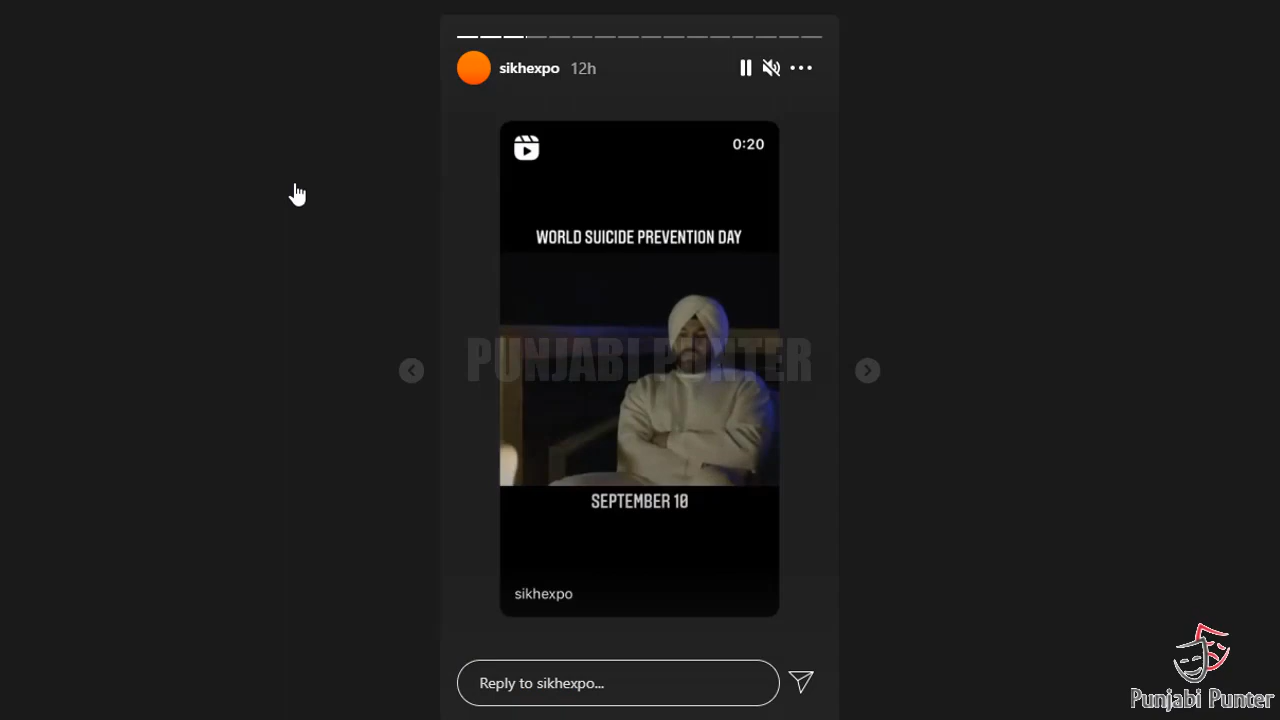 sikhexpo 12h
0:20
WORLD SUICIDE PREVENTION DAY
PUNJABI PUNTER
SEPTEMBER 10
sikhexpo
Reply to sikhexpo...
Punjabi Punter